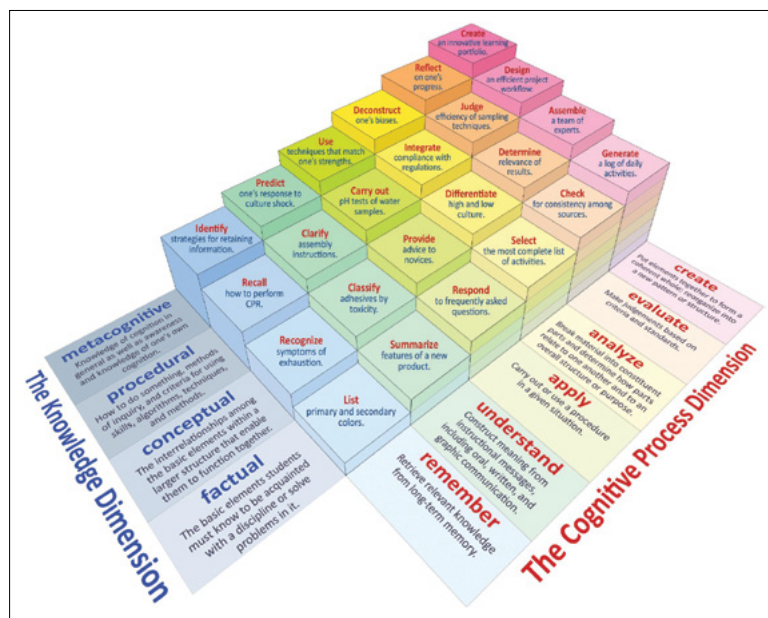 Create
an innovative learning
portfolio.
Reflect
on one's
progress.
Design
an efficient project
workflow.
Deconstruct
one's biases.
Judge
efficiency of sampling
techniques.
Assemble
a team of
experts.
Use
techniques that match
one's strengths.
Integrate
compliance with
regulations.
Determine
relevance of
results.
Generate
a log of daily
activities.
Predict
one's response to
culture shock.
Carry out
pH tests of water
samples.
Differentiate
high and low
culture.
Check
for consistency among
sources.
Identify
strategies for retaining
information.
Clarify
assembly
instructions.
Provide
advice to
novices.
Select
the most complete list
of activities.
Recall
how to perform
CPR.
Classify
adhesives by
toxicity.
Respond
to frequently asked
questions.
Recognize
symptoms of
exhaustion.
Summarize
features of a new
product.
List
primary and secondary
colors.
The Knowledge Dimension
metacognitive
Knowledge of cognition in
general as well as awareness
and knowledge of one's own
cognition.
procedural
How to do something, methods
of inquiry, and criteria for using
skills, algorithms, techniques,
and methods.
conceptual
The interrelationships among
the basic elements within a
larger structure that enable
them to function together.
factual
The basic elements students
must know to be acquainted
with a discipline or solve
problems in it.
The Cognitive Process Dimension
create
Put elements together to form a
coherent whole; reorganize into
a new pattern or structure.
evaluate
Make judgements based on
criteria and standards.
analyze
Break material into constituent
parts and determine how parts
relate to one another and to an
overall structure or purpose.
apply
Carry out or use a procedure
in a given situation.
understand
Construct meaning from
instructional messages,
including oral, written, and
graphic communication.
remember
Retrieve relevant knowledge
from long-term memory.